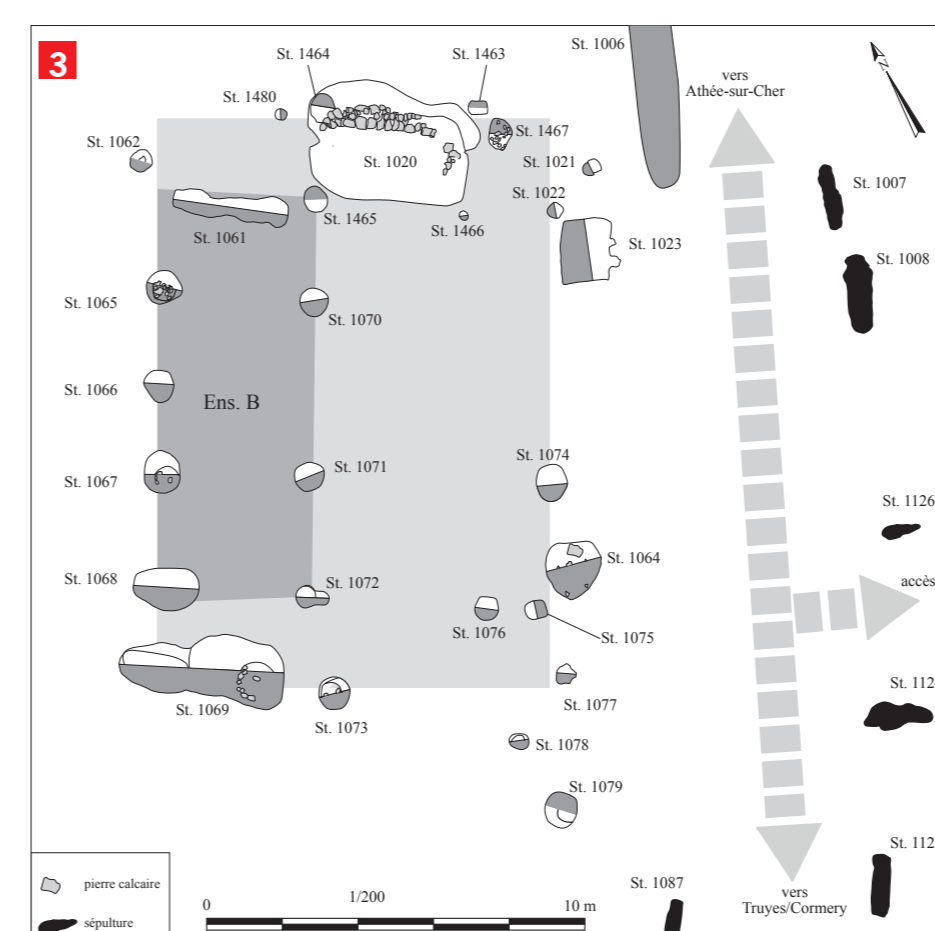 3
St. 1464
St. 1463
St. 1006
vers
Athée-sur-Cher
St. 1480
St. 1062
St. 1467
St. 1020
St. 1021
St. 1007
St. 1022
St. 1465
St. 1466
St. 1061
St. 1023
St. 1008
St. 1065
St. 1070
St. 1066
Ens. B
St. 1074
St. 1071
St. 1067
St. 1126
St. 1064
St. 1068
St. 1072
accès
St. 1076
St. 1075
St. 112
St. 1069
St. 1077
St. 1073
St. 1078
St. 1079
St. 112
pierre calcaire
St. 1087
vers
Truyes/Cormery
0
1/200
10 m
sépulture